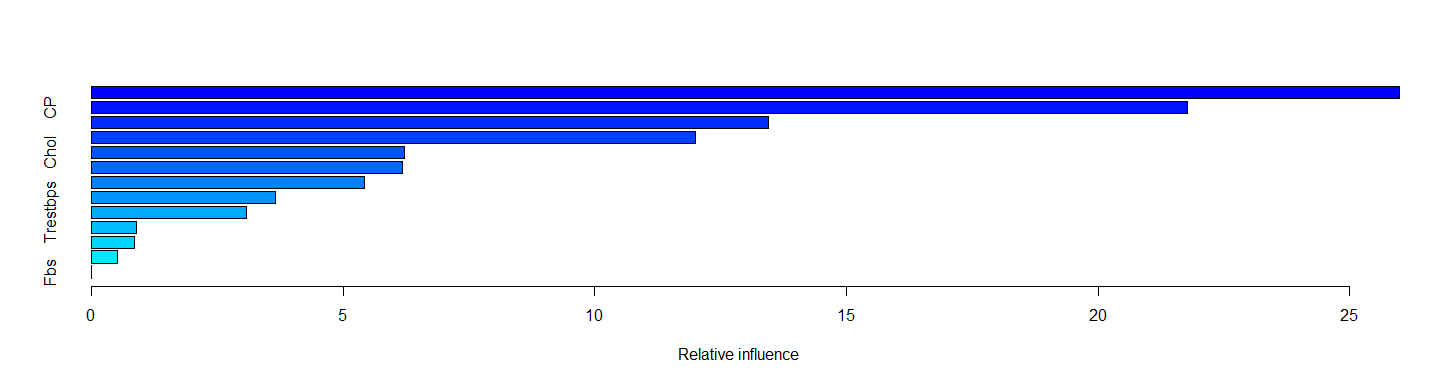 CP
Chol
Trestbps
Fbs
0 5 10 15 20 25
Relative influence